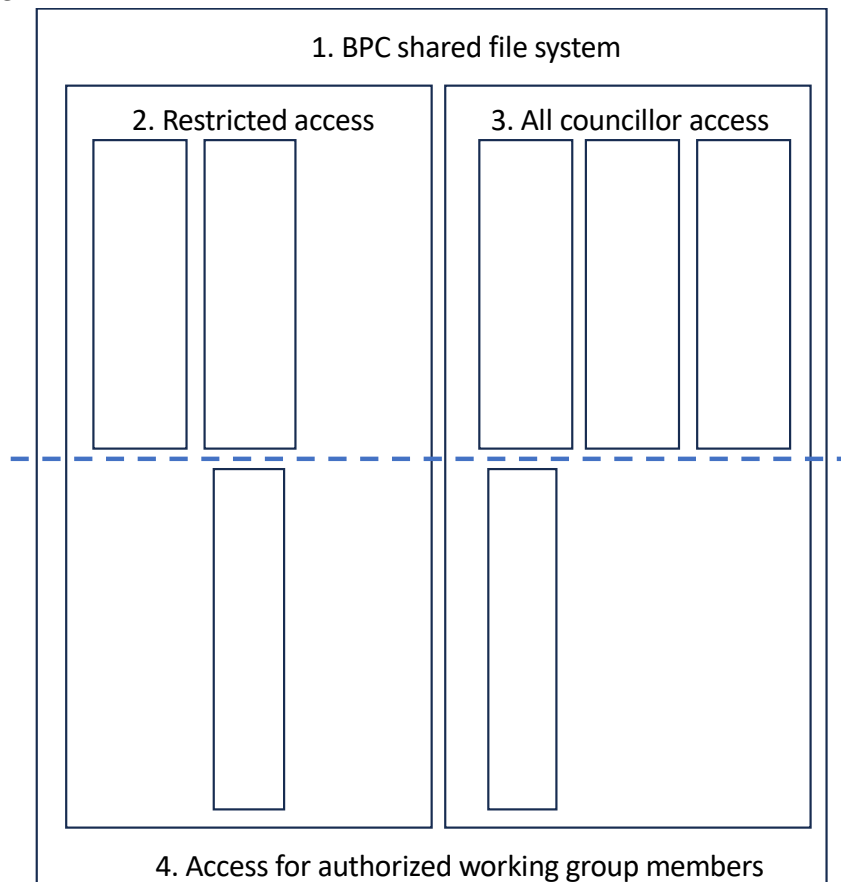 1. BPC shared file system
2. Restricted access
3. All councillor access
4. Access for authorized working group members